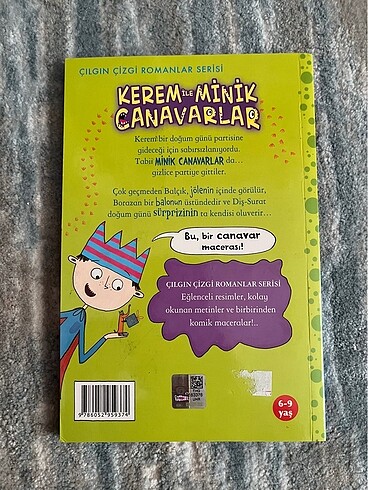 ÇILGIN ÇİZGİ ROMANLAR SERİSİ
KEREM İLE MİNİK
CANAVARLAR
Kerem bir doğum günü partisine
gideceği için sabırsızlanıyordu.
Tabii MİNİK CANAVARLAR da...
gizlice partiye gittiler.
Çok geçmeden Balçık, jölenin içinde görülür,
Borazan bir balonun üstündedir ve Diş-Surat
doğum günü sürprizinin ta kendisi oluverir...
Bu, bir canavar
macerası!
ÇILGIN ÇİZGİ ROMANLAR SERİSİ
Eğlenceli resimler, kolay
okunan metinler ve birbirinden
komik maceralar!..
9 786052 959374
6-9
yaş